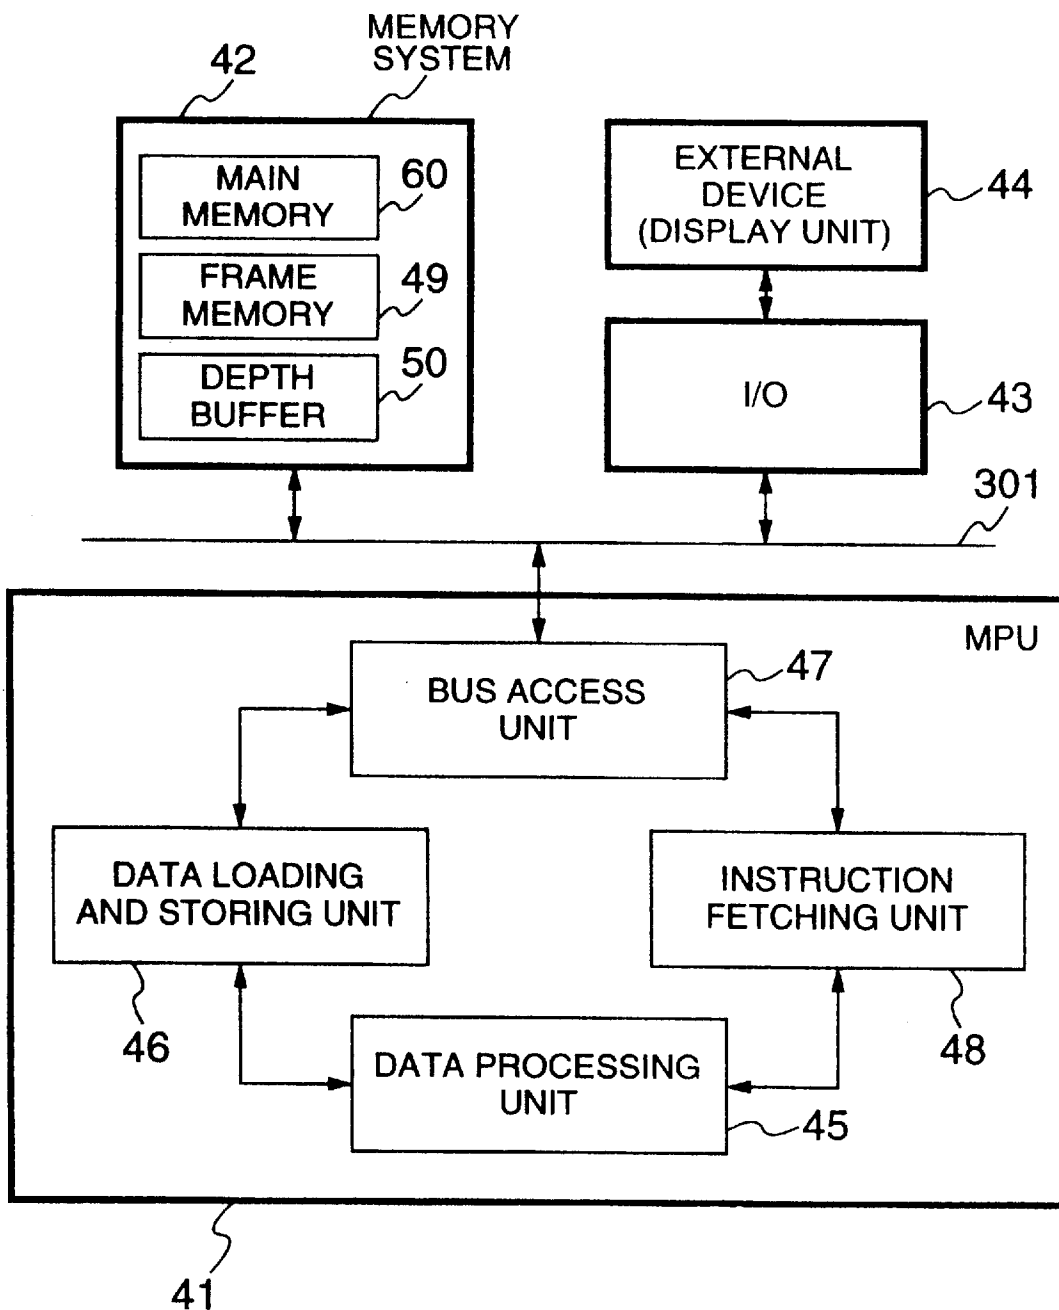 MEMORY
SYSTEM
42
MAIN
MEMORY
60
FRAME
MEMORY
49
DEPTH
BUFFER
50
EXTERNAL
DEVICE
(DISPLAY UNIT)
44
I/O
43
301
MPU
BUS ACCESS
UNIT
47
DATA LOADING
AND STORING UNIT
46
INSTRUCTION
FETCHING UNIT
48
DATA PROCESSING
UNIT
45
41